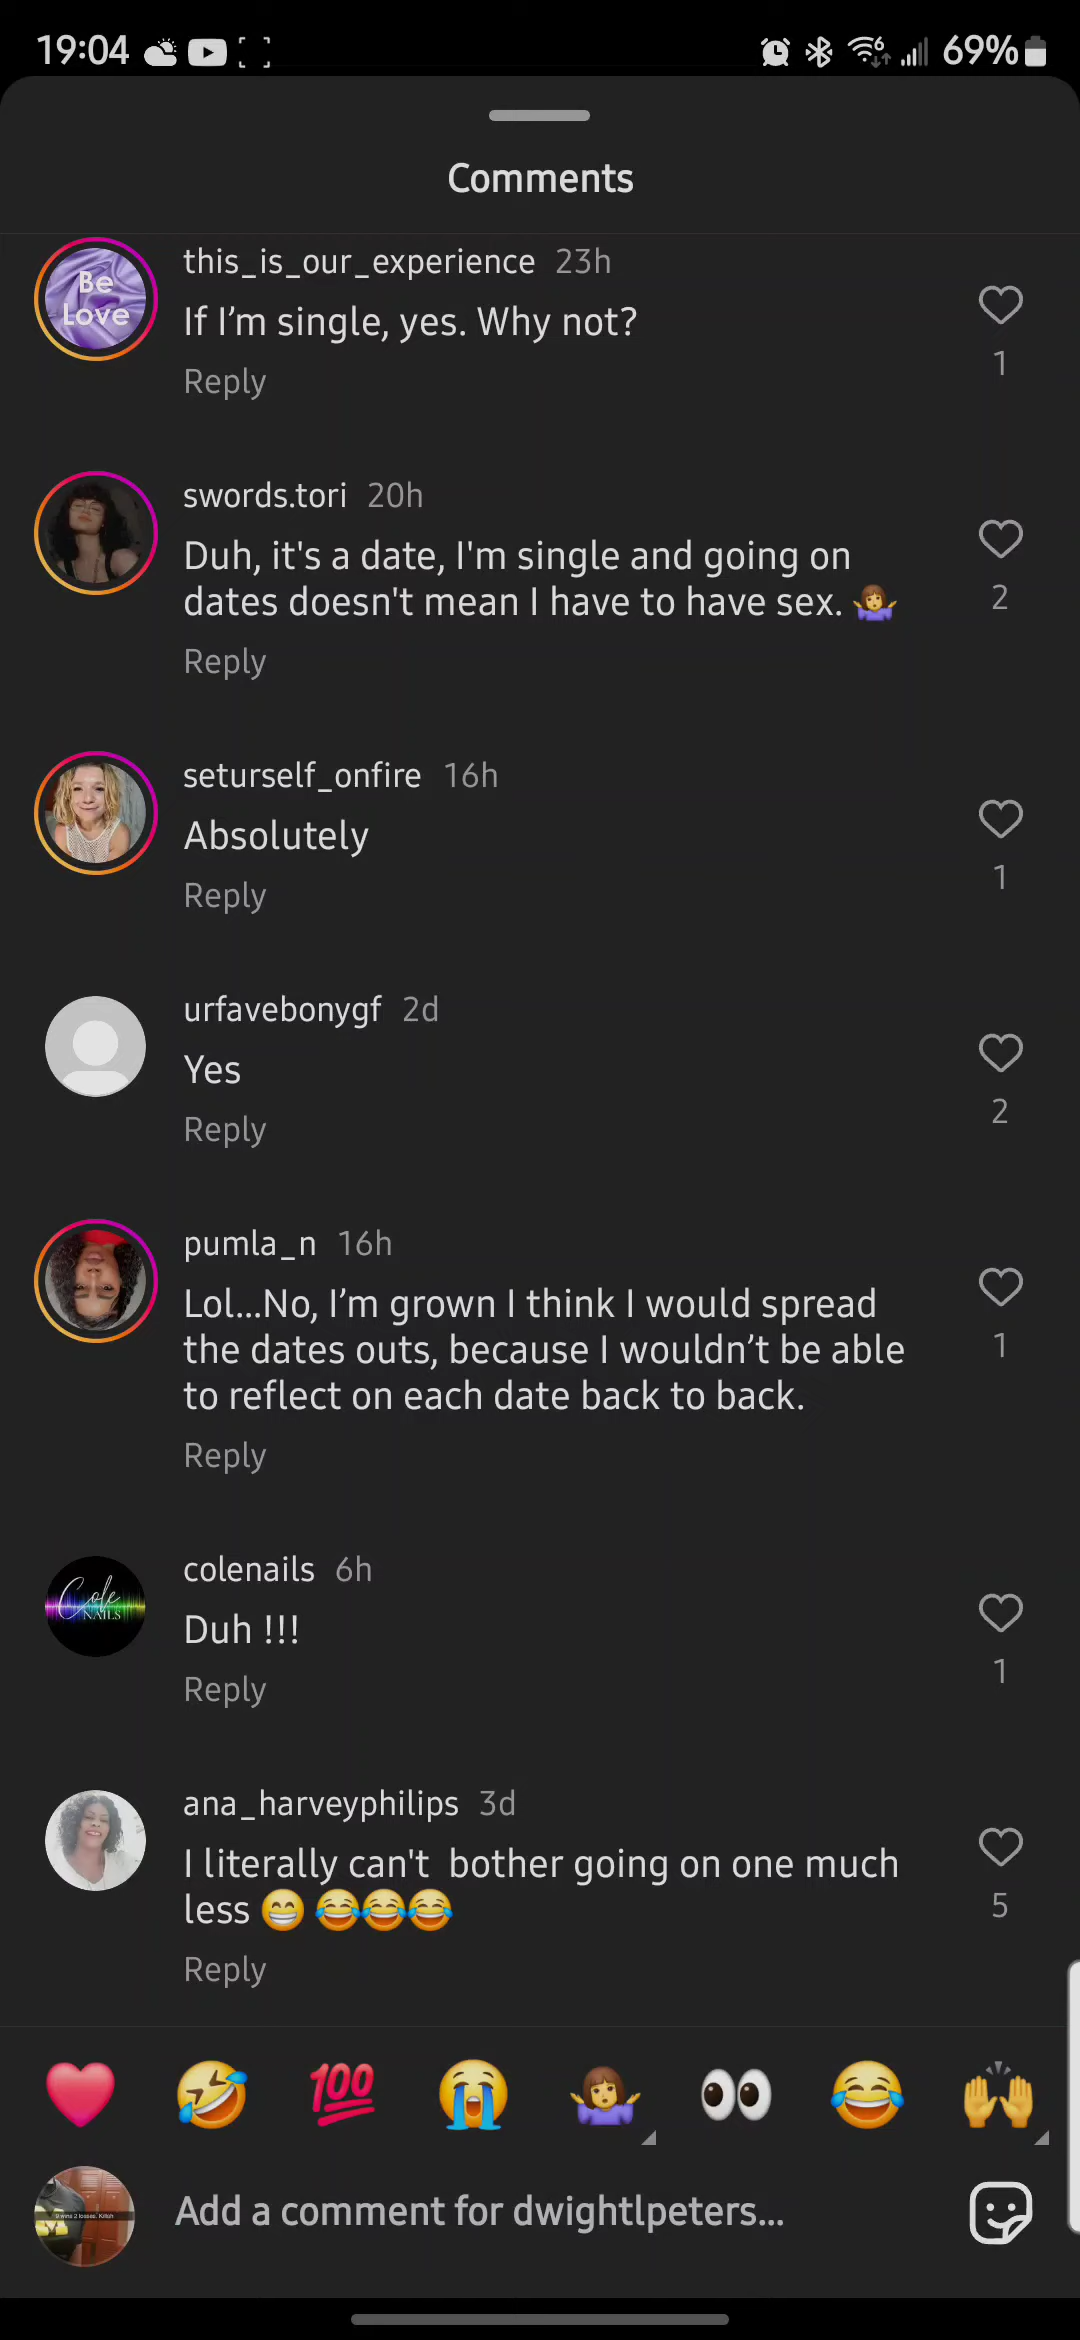 19:04
69%
Comments
this_is_our_experience 23h
Be
Love
If I’m single, yes. Why not?
1
Reply
swords.tori 20h
Duh, it's a date, I'm single and going on
dates doesn't mean I have to have sex. 🤷🏽‍♀️
2
Reply
seturself_onfire 16h
Absolutely
1
Reply
urfavebonygf 2d
Yes
2
Reply
pumla_n 16h
Lol...No, I’m grown I think I would spread
the dates outs, because I wouldn’t be able
to reflect on each date back to back.
1
Reply
colenails 6h
Cole
NAILS
Duh !!!
1
Reply
ana_harveyphilips 3d
I literally can't  bother going on one much
less 😁 😂😂😂
5
Reply
❤️ 🤣 💯 😭 🤷🏽‍♀️ 👀 😂 🙌
Add a comment for dwightlpeters...